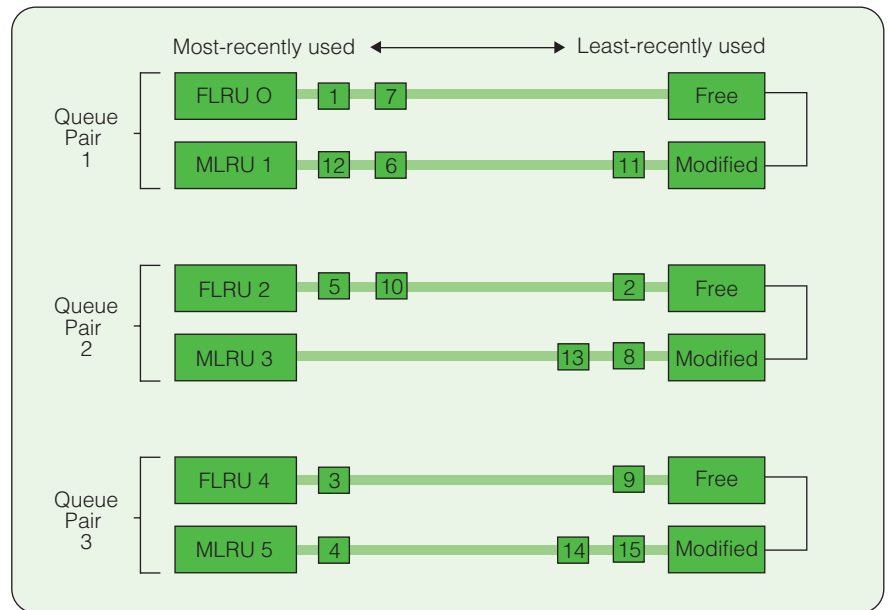 Most-recently used Least-recently used
Queue Pair 1
FLRU O 1 7 Free
MLRU 1 12 6 11 Modified
Queue Pair 2
FLRU 2 5 10 2 Free
MLRU 3 13 8 Modified
Queue Pair 3
FLRU 4 3 9 Free
MLRU 5 4 14 15 Modified